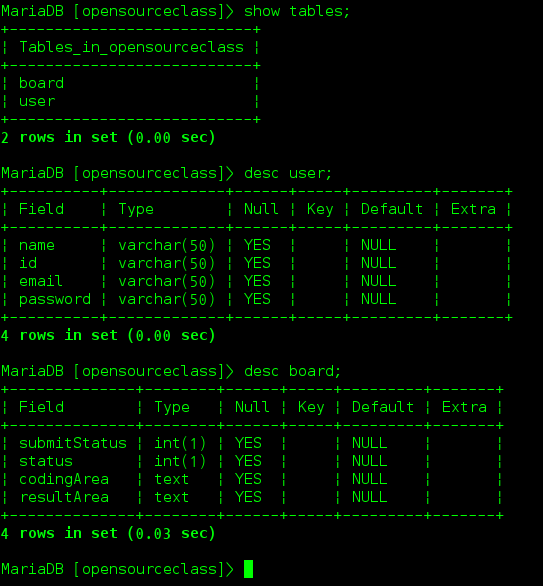 MariaDB [opensourceclass]> show tables;
+---------------------------+
| Tables_in_opensourceclass |
+---------------------------+
| board                     |
| user                      |
+---------------------------+
2 rows in set (0.00 sec)
MariaDB [opensourceclass]> desc user;
+----------+-------------+------+-----+---------+-------+
| Field    | Type        | Null | Key | Default | Extra |
+----------+-------------+------+-----+---------+-------+
| name     | varchar(50) | YES  |     | NULL    |       |
| id       | varchar(50) | YES  |     | NULL    |       |
| email    | varchar(50) | YES  |     | NULL    |       |
| password | varchar(50) | YES  |     | NULL    |       |
+----------+-------------+------+-----+---------+-------+
4 rows in set (0.00 sec)
MariaDB [opensourceclass]> desc board;
+--------------+--------+------+-----+---------+-------+
| Field        | Type   | Null | Key | Default | Extra |
+--------------+--------+------+-----+---------+-------+
| submitStatus | int(1) | YES  |     | NULL    |       |
| status       | int(1) | YES  |     | NULL    |       |
| codingArea   | text   | YES  |     | NULL    |       |
| resultArea   | text   | YES  |     | NULL    |       |
+--------------+--------+------+-----+---------+-------+
4 rows in set (0.03 sec)
MariaDB [opensourceclass]>